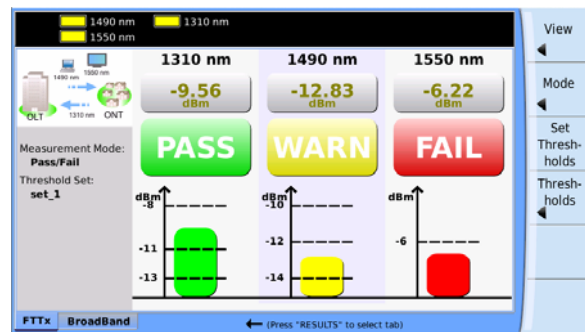 1490 nm
1310 nm
1550 nm
View
Mode
Set
Thresh-
holds
Thresh-
holds
1490 nm
1550 nm
1310 nm
OLT
ONT
Measurement Mode:
Pass/Fail
Threshold Set:
set_1
1310 nm
1490 nm
1550 nm
-9.56
dBm
-12.83
dBm
-6.22
dBm
PASS
WARN
FAIL
dBm
-8
-11
-13
dBm
-10
-12
-14
dBm
-6
FTTx
BroadBand
(Press "RESULTS" to select tab)